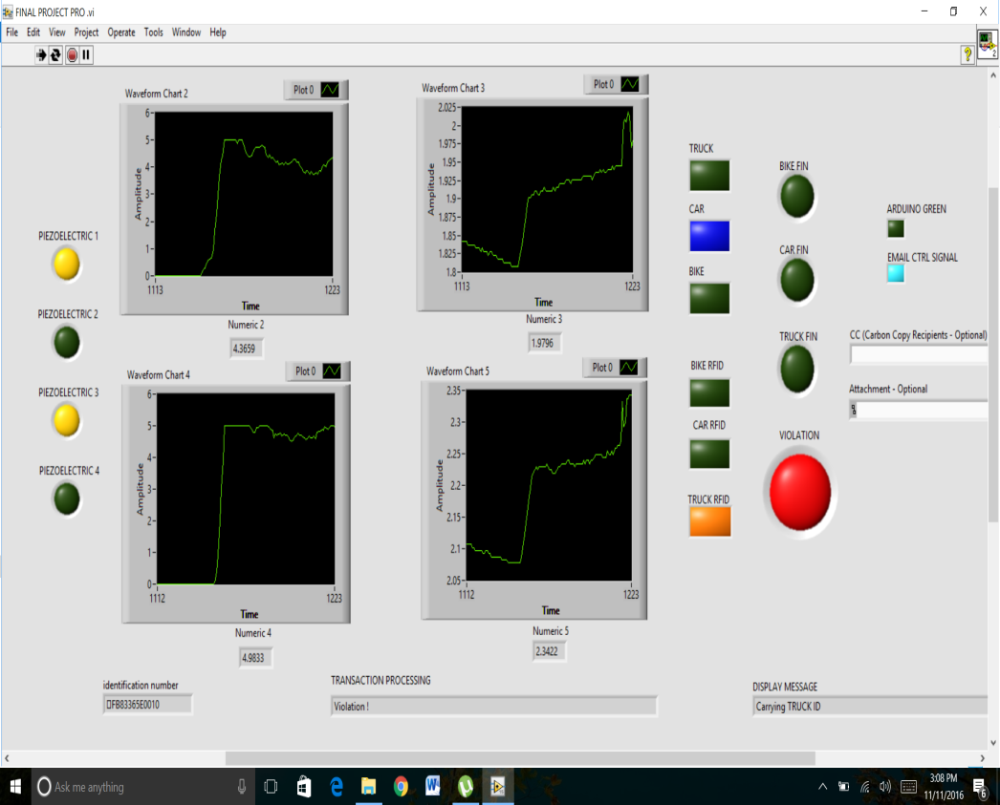 FINAL PROJECT PRO .vi
File Edit View Project Operate Tools Window Help
2
Waveform Chart 2
Plot 0
6
5
4
3
2
1
0
Amplitude
1113
1223
Time
Numeric 2
4.3659
Waveform Chart 3
Plot 0
2.025
2
1.975
1.95
1.925
1.9
1.875
1.85
1.825
1.8
Amplitude
1113
1223
Time
Numeric 3
1.9796
PIEZOELECTRIC 1
PIEZOELECTRIC 2
PIEZOELECTRIC 3
PIEZOELECTRIC 4
Waveform Chart 4
Plot 0
6
5
4
3
2
1
0
Amplitude
1112
1223
Time
Numeric 4
4.9833
Waveform Chart 5
Plot 0
2.35
2.3
2.25
2.2
2.15
2.1
2.05
Amplitude
1112
1223
Time
Numeric 5
2.3422
TRUCK
CAR
BIKE
BIKE RFID
CAR RFID
TRUCK RFID
BIKE FIN
CAR FIN
TRUCK FIN
VIOLATION
ARDUINO GREEN
EMAIL CTRL SIGNAL
CC (Carbon Copy Recipients - Optional)
Attachment - Optional
identification number
▯FB83365E0010
TRANSACTION PROCESSING
Violation !
DISPLAY MESSAGE
Carrying TRUCK ID
Ask me anything
3:08 PM
11/11/2016
6